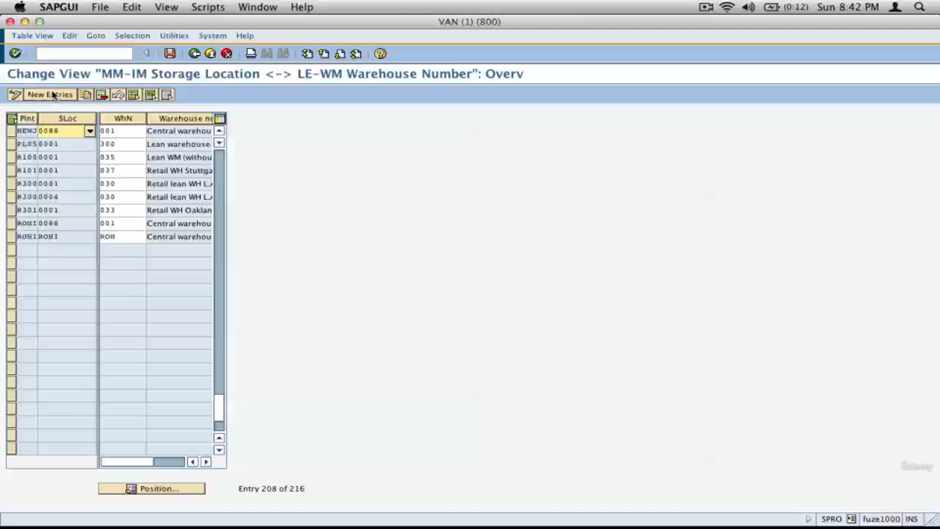 SAPGUI File Edit View Scripts Window Help (0:12) Sun 8:42 PM
VAN (1) (800)
Table View Edit Goto Selection Utilities System Help
Change View "MM-IM Storage Location <-> LE-WM Warehouse Number": Overv
New Entries
Plnt SLoc WhN Warehouse no
NEWJ 0088 001 Central warehou
PL05 0001 300 Lean warehouse
R100 0001 035 Lean WM (withou
R101 0001 037 Retail WH Stuttga
R300 0001 030 Retail lean WH L.A
R300 0004 030 Retail lean WH L.A
R301 0001 033 Retail WH Oakland
ROHI 0088 001 Central warehou
ROHI ROHI ROH Central warehou
Position... Entry 208 of 216
Udemy
SPRO fuze1000 INS